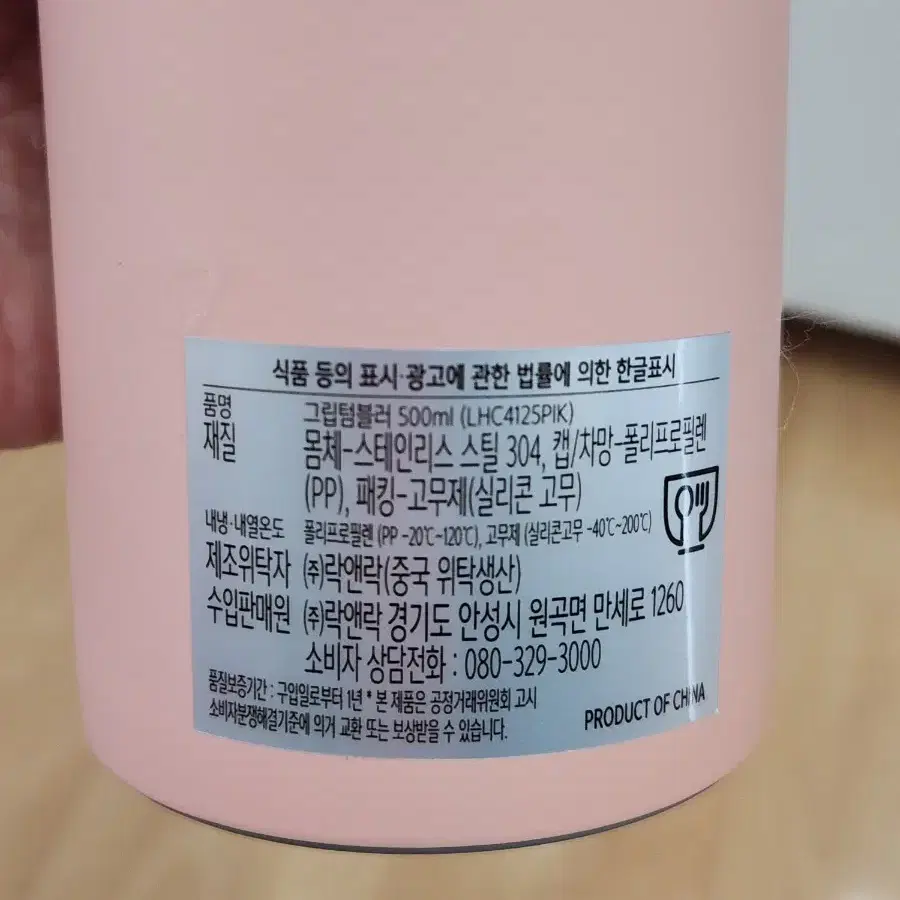 식품 등의 표시·광고에 관한 법률에 의한 한글표시
품명 그립텀블러 500ml (LHC4125PIK)
재질 몸체-스테인리스 스틸 304, 캡/차망-폴리프로필렌
(PP), 패킹-고무제(실리콘 고무)
내냉·내열온도 폴리프로필렌 (PP -20℃~120℃), 고무제 (실리콘고무 -40℃~200℃)
제조위탁자 ㈜락앤락(중국 위탁생산)
수입판매원 ㈜락앤락 경기도 안성시 원곡면 만세로 1260
소비자 상담전화 : 080-329-3000
품질보증기간 : 구입일로부터 1년 * 본 제품은 공정거래위원회 고시
소비자분쟁해결기준에 의거 교환 또는 보상받을 수 있습니다.
PRODUCT OF CHINA